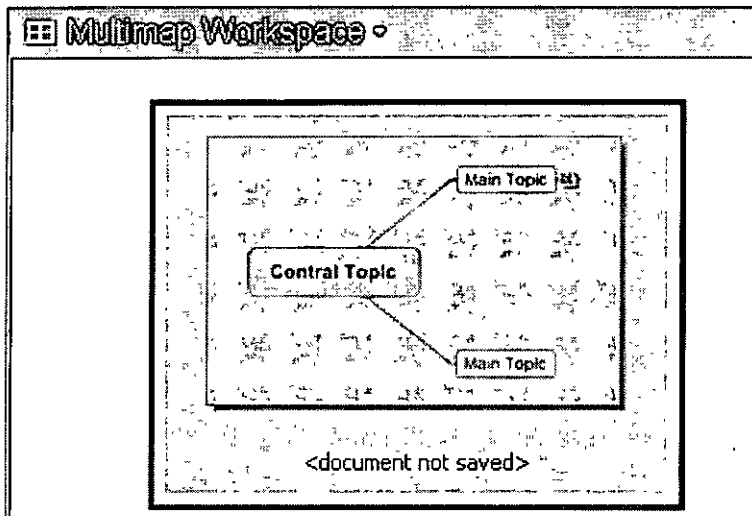 Multimap Workspace
Main Topic
Contral Topic
Main Topic
<document not saved>